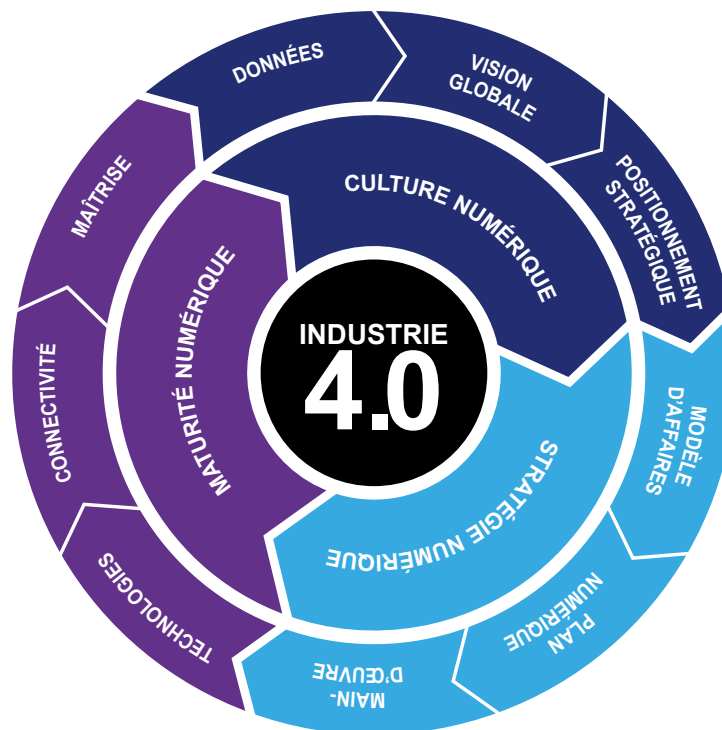 DONNÉES
VISION
GLOBALE
POSITIONNEMENT
STRATÉGIQUE
MODÈLE
D'AFFAIRES
PLAN
NUMÉRIQUE
MAIN-
D'ŒUVRE
TECHNOLOGIES
CONNECTIVITÉ
MAÎTRISE
CULTURE NUMÉRIQUE
STRATÉGIE NUMÉRIQUE
MATURITÉ NUMÉRIQUE
INDUSTRIE
4.0